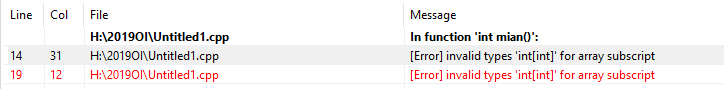 Line Col File Message
H:\2019OI\Untitled1.cpp In function 'int mian()':
14 31 H:\2019OI\Untitled1.cpp [Error] invalid types 'int[int]' for array subscript
19 12 H:\2019OI\Untitled1.cpp [Error] invalid types 'int[int]' for array subscript